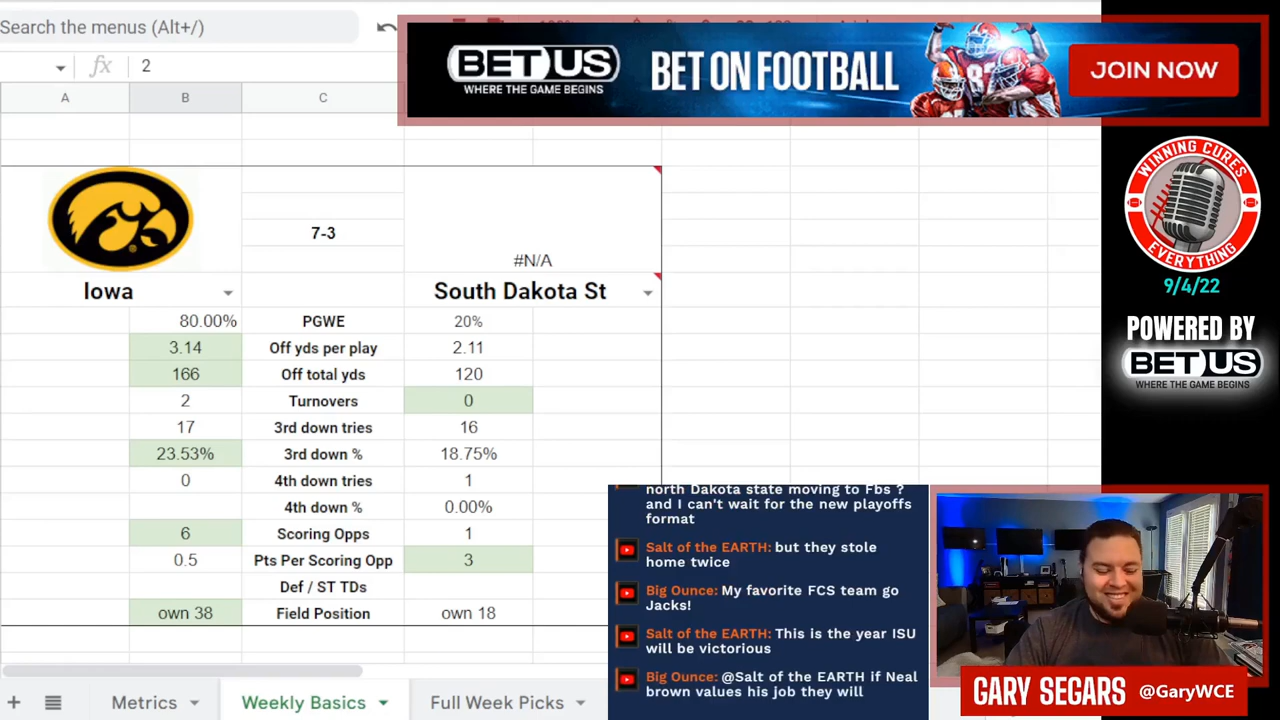 Search the menus (Alt+/)
fx 2
A B C
BETUS
WHERE THE GAME BEGINS
BET ON FOOTBALL
JOIN NOW
WINNING CURES
EVERYTHING
9/4/22
POWERED BY
BETUS
WHERE THE GAME BEGINS
7-3
#N/A
Iowa South Dakota St
80.00% PGWE 20%
3.14 Off yds per play 2.11
166 Off total yds 120
2 Turnovers 0
17 3rd down tries 16
23.53% 3rd down % 18.75%
0 4th down tries 1
4th down % 0.00%
6 Scoring Opps 1
0.5 Pts Per Scoring Opp 3
Def / ST TDs
own 38 Field Position own 18
north Dakota state moving to Fbs ?
and I can't wait for the new playoffs
format
Salt of the EARTH: but they stole
home twice
Big Ounce: My favorite FCS team go
Jacks!
Salt of the EARTH: This is the year ISU
will be victorious
Big Ounce: @Salt of the EARTH if Neal
brown values his job they will
GARY SEGARS @GaryWCE
+ Metrics Weekly Basics Full Week Picks